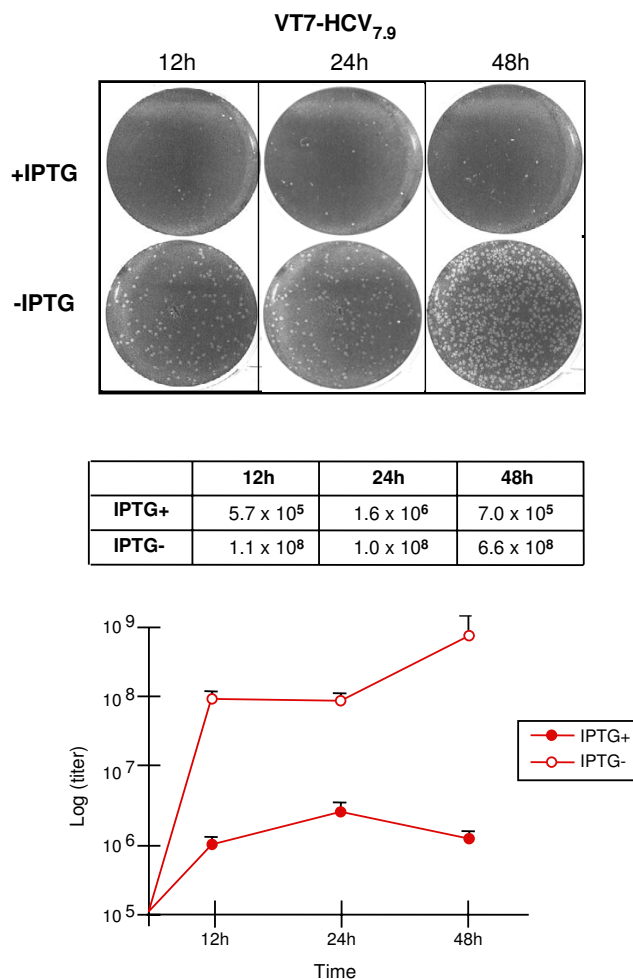 VT7-HCV7.9
12h 24h 48h
+IPTG
-IPTG
12h 24h 48h
IPTG+ 5.7 x 10⁵ 1.6 x 10⁶ 7.0 x 10⁵
IPTG- 1.1 x 10⁸ 1.0 x 10⁸ 6.6 x 10⁸
10⁹
10⁸
10⁷
10⁶
10⁵
Log (titer)
IPTG+
IPTG-
12h 24h 48h
Time